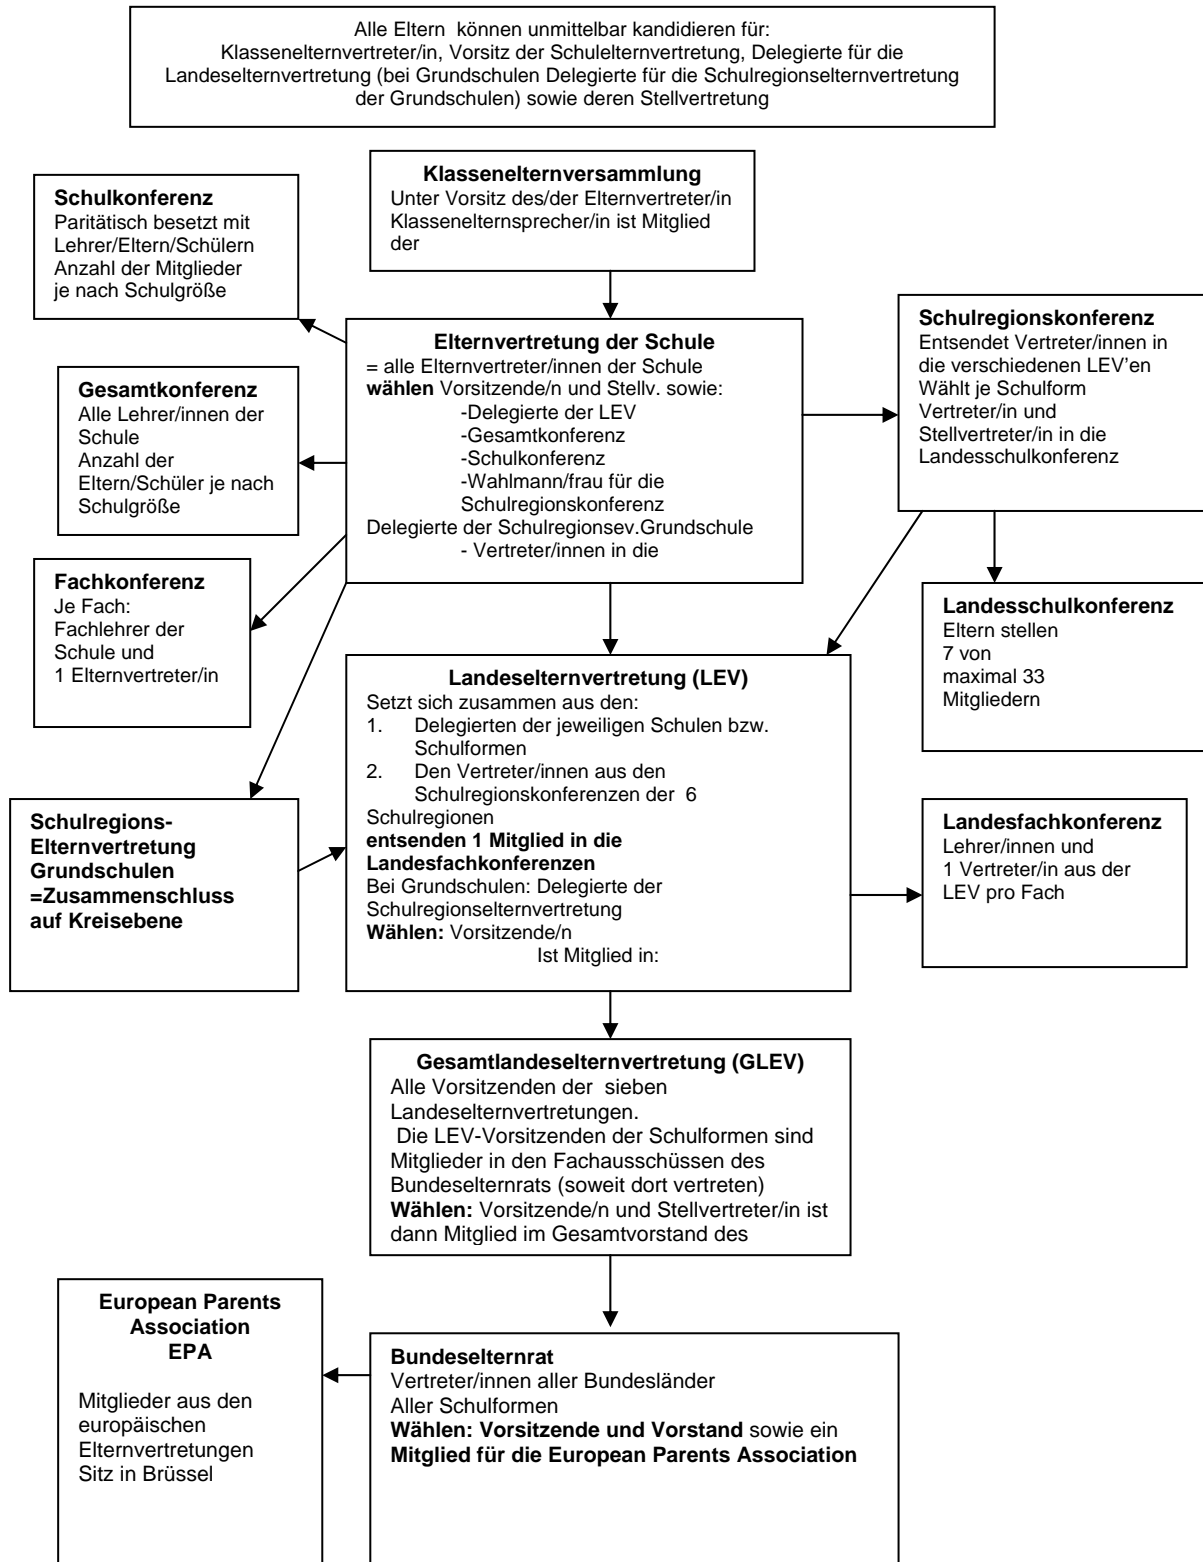 Alle Eltern können unmittelbar kandidieren für:
Klassenelternvertreter/in, Vorsitz der Schulelternvertretung, Delegierte für die
Landeselternvertretung (bei Grundschulen Delegierte für die Schulregionselternvertretung
der Grundschulen) sowie deren Stellvertretung
Klassenelternversammlung
Unter Vorsitz des/der Elternvertreter/in
Klassenelternsprecher/in ist Mitglied
der
Schulkonferenz
Paritätisch besetzt mit
Lehrer/Eltern/Schülern
Anzahl der Mitglieder
je nach Schulgröße
Elternvertretung der Schule
= alle Elternvertreter/innen der Schule
wählen Vorsitzende/n und Stellv. sowie:
-Delegierte der LEV
-Gesamtkonferenz
-Schulkonferenz
-Wahlmann/frau für die
Schulregionskonferenz
Delegierte der Schulregionsev.Grundschule
- Vertreter/innen in die
Schulregionskonferenz
Entsendet Vertreter/innen in
die verschiedenen LEV'en
Wählt je Schulform
Vertreter/in und
Stellvertreter/in in die
Landesschulkonferenz
Gesamtkonferenz
Alle Lehrer/innen der
Schule
Anzahl der
Eltern/Schüler je nach
Schulgröße
Fachkonferenz
Je Fach:
Fachlehrer der
Schule und
1 Elternvertreter/in
Landesschulkonferenz
Eltern stellen
7 von
maximal 33
Mitgliedern
Landeselternvertretung (LEV)
Setzt sich zusammen aus den:
1. Delegierten der jeweiligen Schulen bzw.
Schulformen
2. Den Vertreter/innen aus den
Schulregionskonferenzen der 6
Schulregionen
entsenden 1 Mitglied in die
Landesfachkonferenzen
Bei Grundschulen: Delegierte der
Schulregionselternvertretung
Wählen: Vorsitzende/n
Ist Mitglied in:
Schulregions-
Elternvertretung
Grundschulen
=Zusammenschluss
auf Kreisebene
Landesfachkonferenz
Lehrer/innen und
1 Vertreter/in aus der
LEV pro Fach
Gesamtlandeselternvertretung (GLEV)
Alle Vorsitzenden der sieben
Landeselternvertretungen.
Die LEV-Vorsitzenden der Schulformen sind
Mitglieder in den Fachausschüssen des
Bundeselternrats (soweit dort vertreten)
Wählen: Vorsitzende/n und Stellvertreter/in ist
dann Mitglied im Gesamtvorstand des
European Parents
Association
EPA
Mitglieder aus den
europäischen
Elternvertretungen
Sitz in Brüssel
Bundeselternrat
Vertreter/innen aller Bundesländer
Aller Schulformen
Wählen: Vorsitzende und Vorstand sowie ein
Mitglied für die European Parents Association